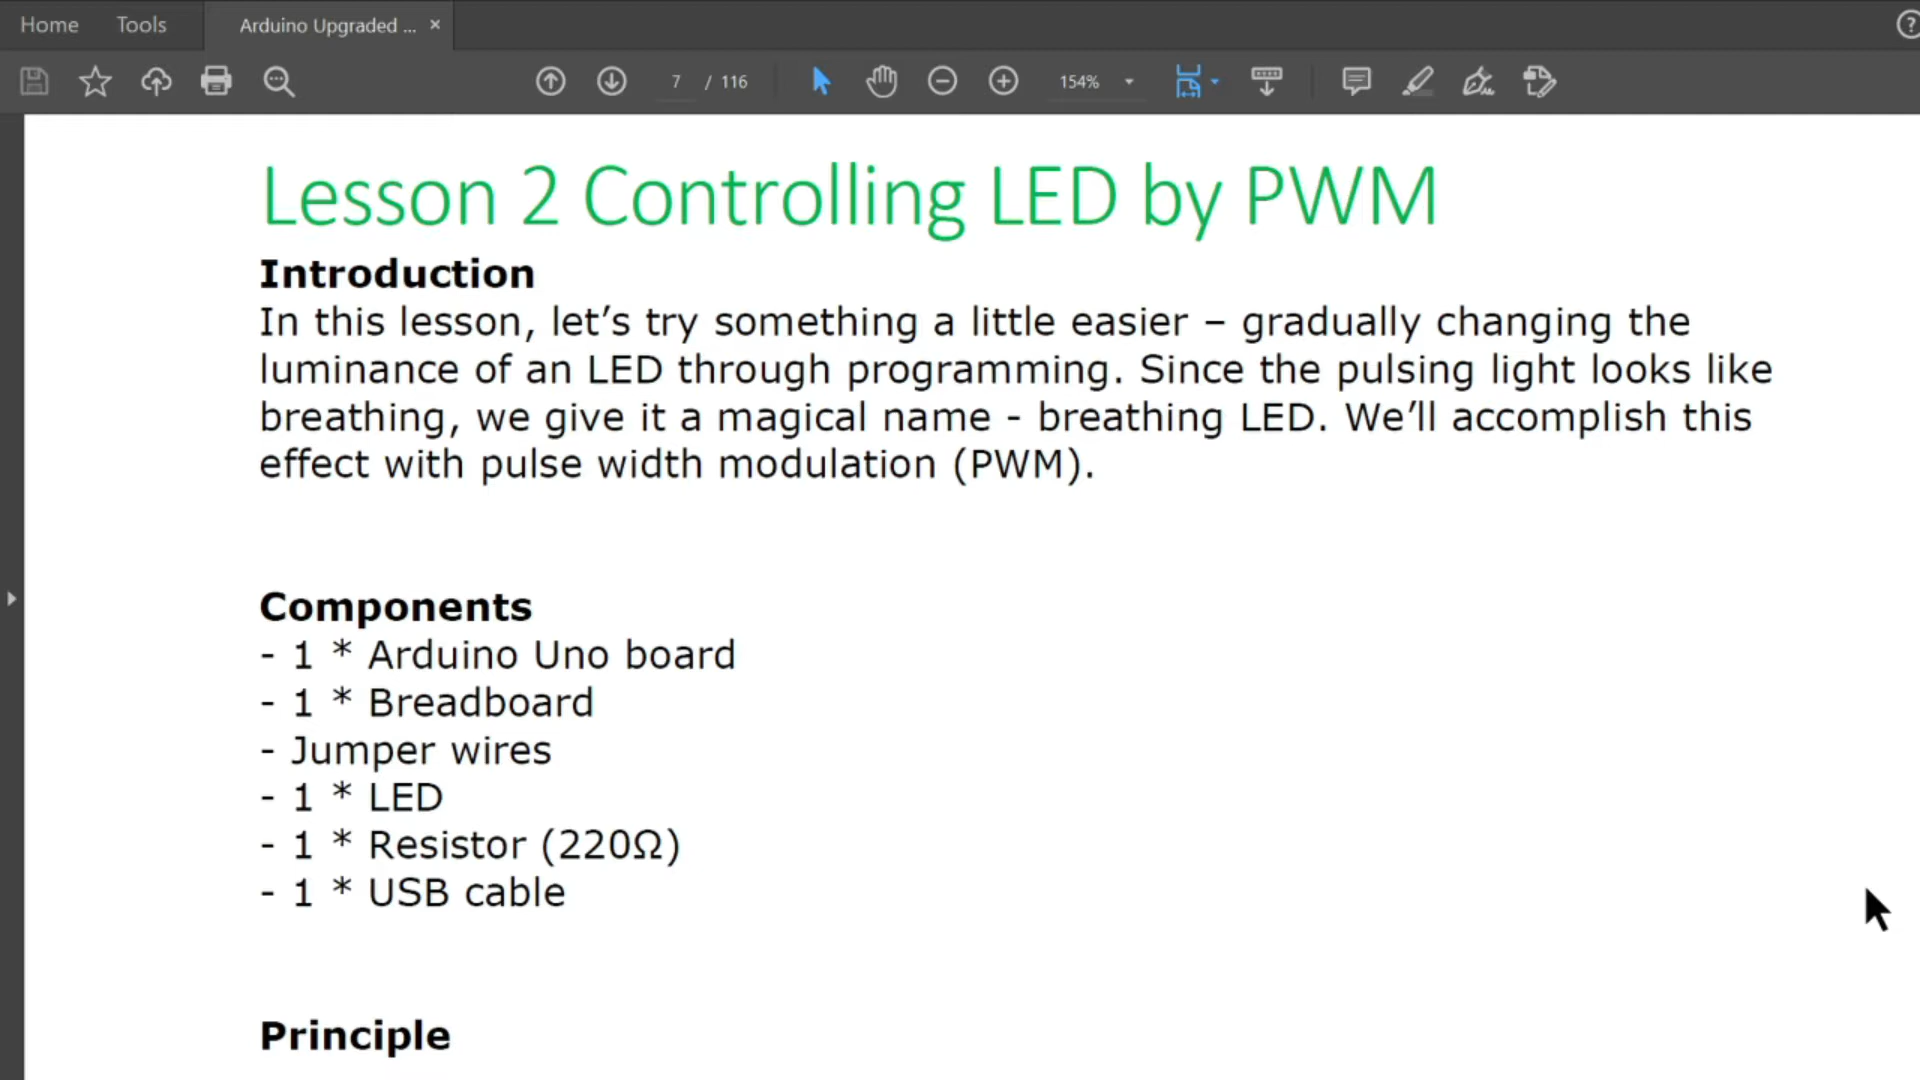 Home Tools Arduino Upgraded ... ×
7 / 116 154%
Lesson 2 Controlling LED by PWM
Introduction
In this lesson, let’s try something a little easier – gradually changing the
luminance of an LED through programming. Since the pulsing light looks like
breathing, we give it a magical name - breathing LED. We’ll accomplish this
effect with pulse width modulation (PWM).
Components
- 1 * Arduino Uno board
- 1 * Breadboard
- Jumper wires
- 1 * LED
- 1 * Resistor (220Ω)
- 1 * USB cable
Principle